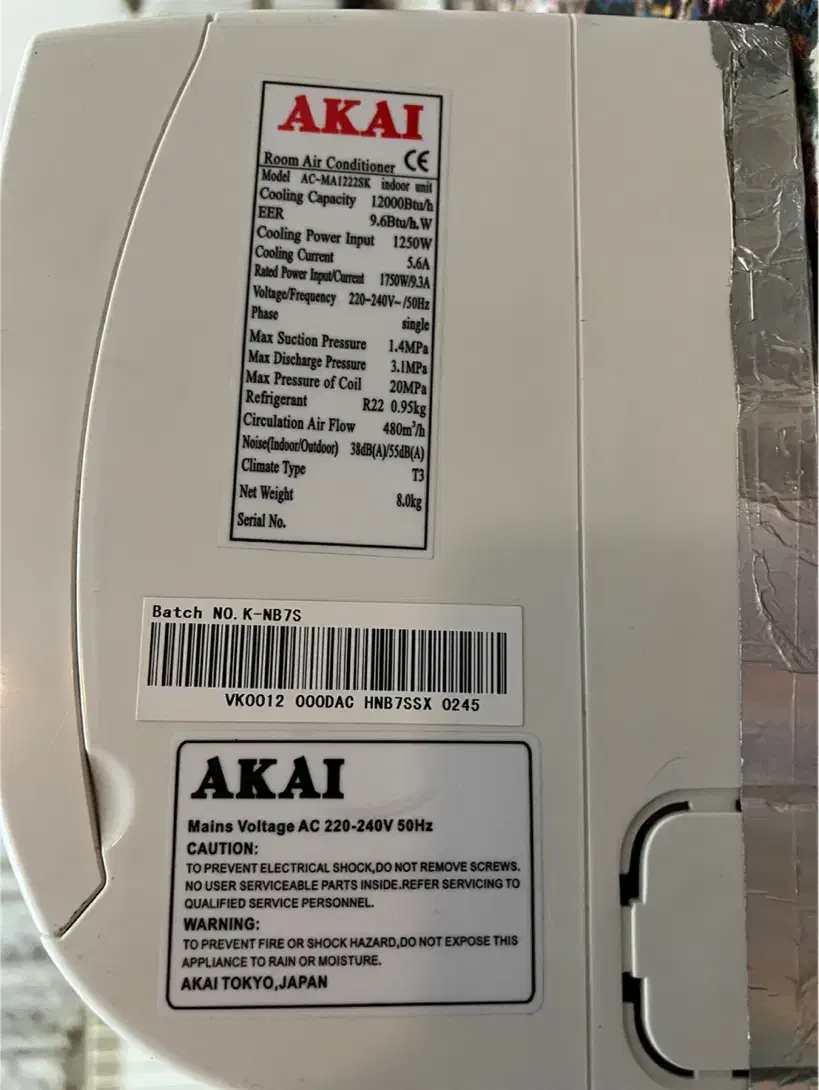 AKAI
Room Air Conditioner CE
Model AC-MA1222SK indoor unit
Cooling Capacity 12000Btu/h
EER 9.6Btu/h.W
Cooling Power Input 1250W
Cooling Current 5.6A
Rated Power Input/Current 1750W/9.3A
Voltage/Frequency 220-240V~/50Hz
Phase single
Max Suction Pressure 1.4MPa
Max Discharge Pressure 3.1MPa
Max Pressure of Coil 20MPa
Refrigerant R22 0.95kg
Circulation Air Flow 480m³/h
Noise(Indoor/Outdoor) 38dB(A)/55dB(A)
Climate Type T3
Net Weight 8.0kg
Serial No.
Batch NO. K-NB7S
VK0012 000DAC HNB7SSX 0245
AKAI
Mains Voltage AC 220-240V 50Hz
CAUTION:
TO PREVENT ELECTRICAL SHOCK,DO NOT REMOVE SCREWS.
NO USER SERVICEABLE PARTS INSIDE.REFER SERVICING TO
QUALIFIED SERVICE PERSONNEL.
WARNING:
TO PREVENT FIRE OR SHOCK HAZARD,DO NOT EXPOSE THIS
APPLIANCE TO RAIN OR MOISTURE.
AKAI TOKYO,JAPAN